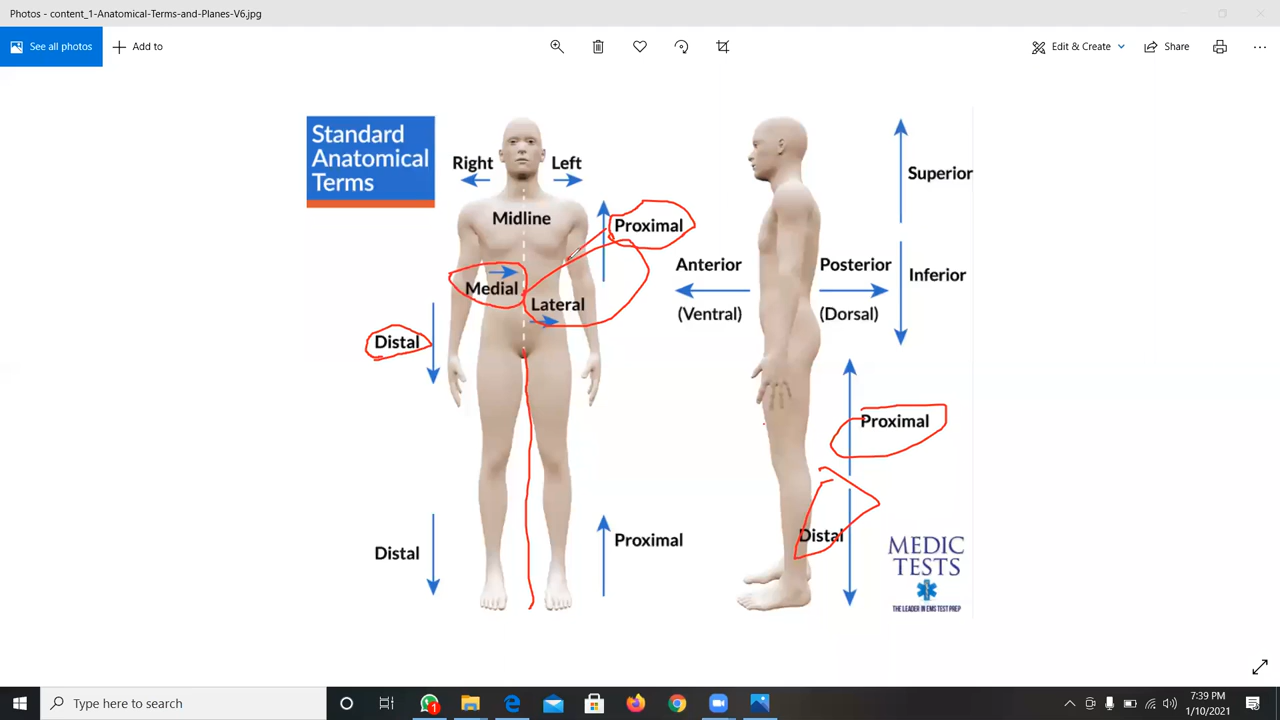 Photos - content_1-Anatomical-Terms-and-Planes-V6.jpg
See all photos
Add to
Edit & Create
Share
Standard
Anatomical
Terms
Right
Left
Midline
Proximal
Medial
Lateral
Distal
Distal
Proximal
Superior
Anterior
(Ventral)
Posterior
(Dorsal)
Inferior
Proximal
Distal
MEDIC
TESTS
THE LEADER IN EMS TEST PREP
Type here to search
1
7:39 PM
1/10/2021